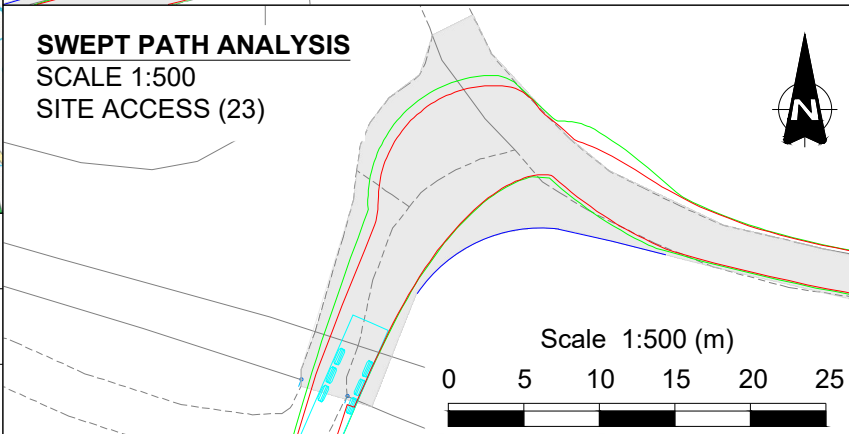 SWEPT PATH ANALYSIS
SCALE 1:500
SITE ACCESS (23)
N
Scale 1:500 (m)
0 5 10 15 20 25